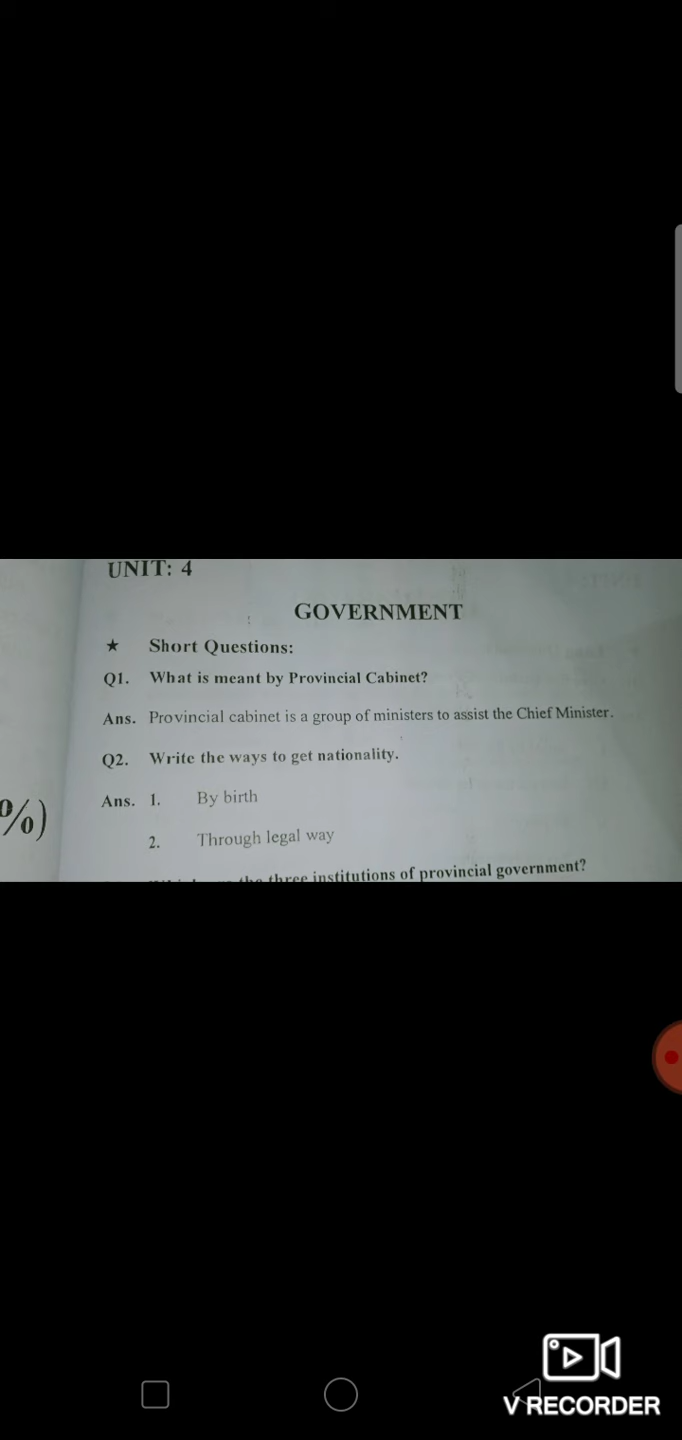 UNIT: 4
GOVERNMENT
★ Short Questions:
Q1. What is meant by Provincial Cabinet?
Ans. Provincial cabinet is a group of ministers to assist the Chief Minister.
Q2. Write the ways to get nationality.
Ans. 1. By birth
%)
2. Through legal way
the three institutions of provincial government?
V RECORDER